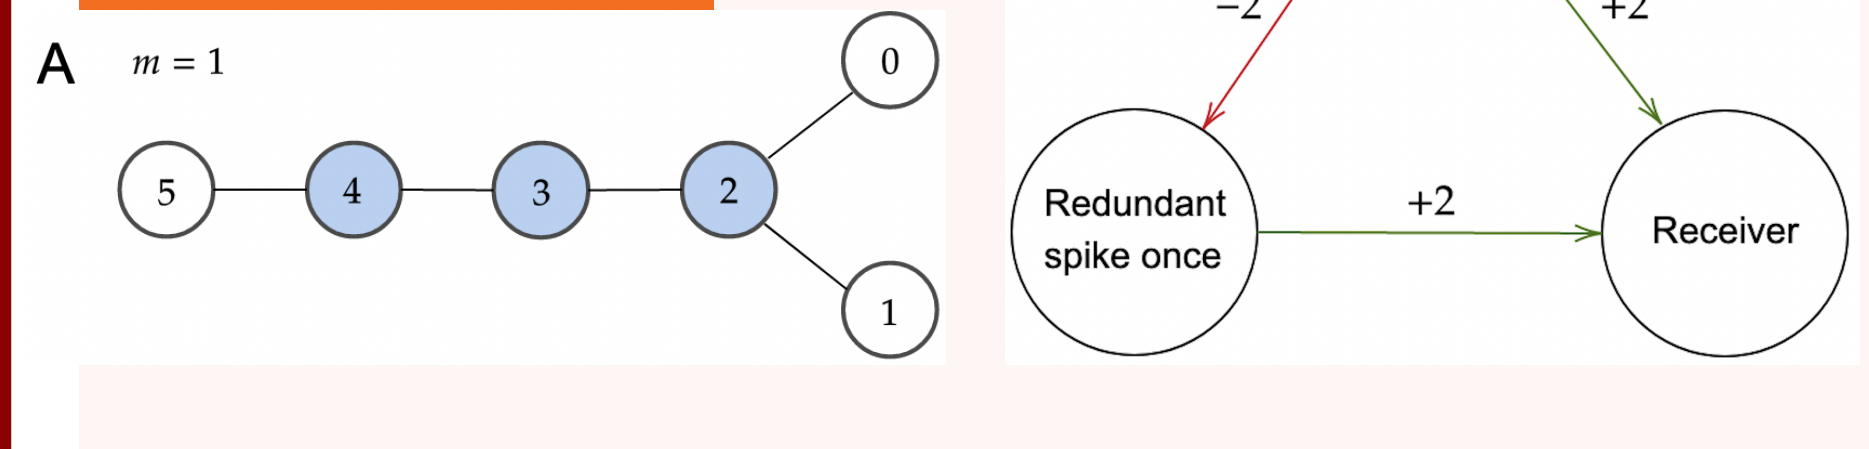 A
m = 1
0
5
4
3
2
1
−2
+2
Redundant
spike once
+2
Receiver